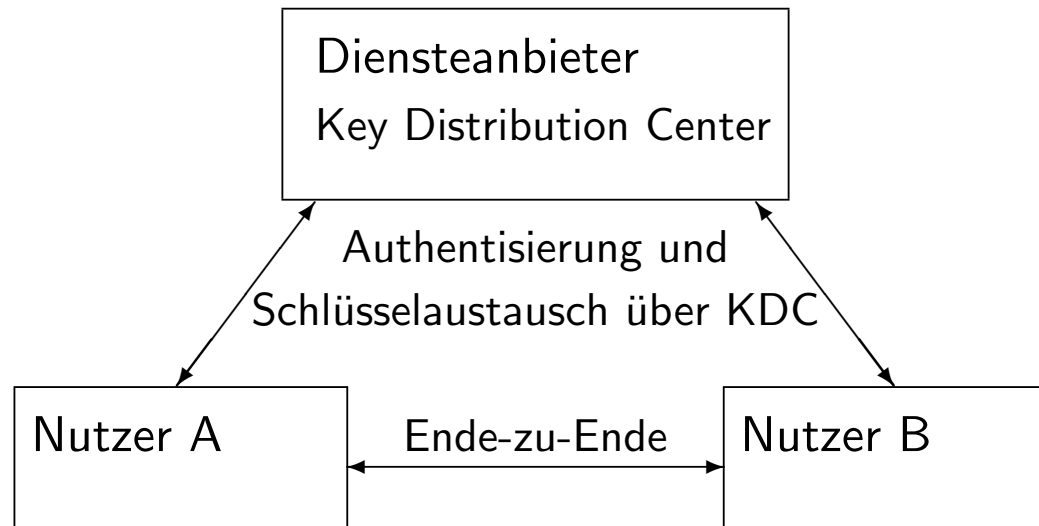 Diensteanbieter
Key Distribution Center
Authentisierung und
Schlüsselaustausch über KDC
Nutzer A
Ende-zu-Ende
Nutzer B